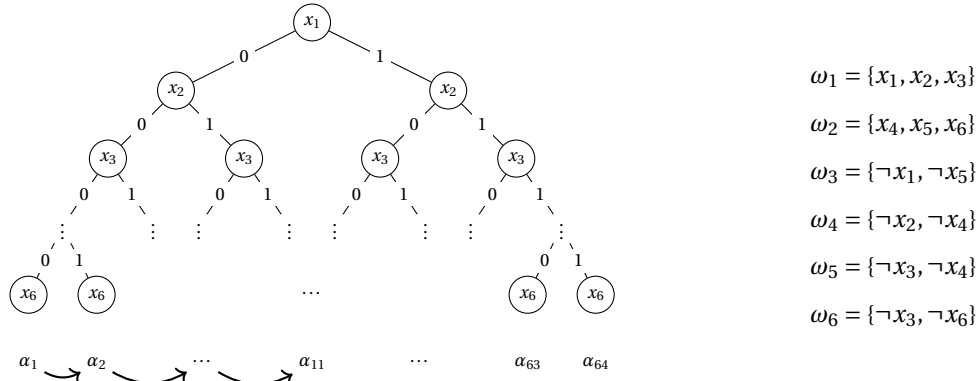 x₁
0 1
x₂ x₂
0 1 0 1
x₃ x₃ x₃ x₃
0 1 0 1 0 1 0 1
⋮ ⋮ ⋮ ⋮ ⋮ ⋮ ⋮ ⋮
0 1 0 1
x₆ x₆ ... x₆ x₆
α₁ α₂ ... α₁₁ ... α₆₃ α₆₄
ω₁ = {x₁, x₂, x₃}
ω₂ = {x₄, x₅, x₆}
ω₃ = {¬x₁, ¬x₅}
ω₄ = {¬x₂, ¬x₄}
ω₅ = {¬x₃, ¬x₄}
ω₆ = {¬x₃, ¬x₆}